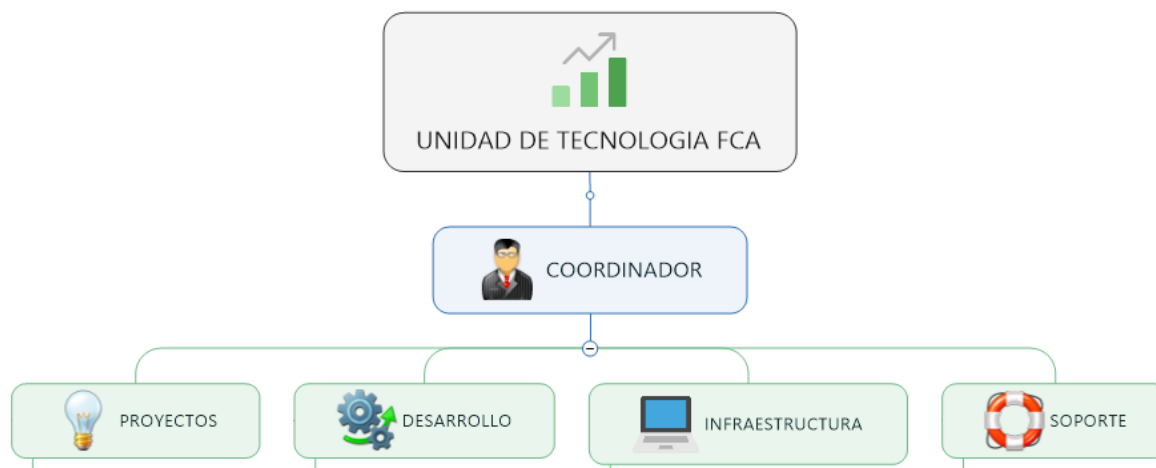 UNIDAD DE TECNOLOGIA FCA
COORDINADOR
PROYECTOS
DESARROLLO
INFRAESTRUCTURA
SOPORTE